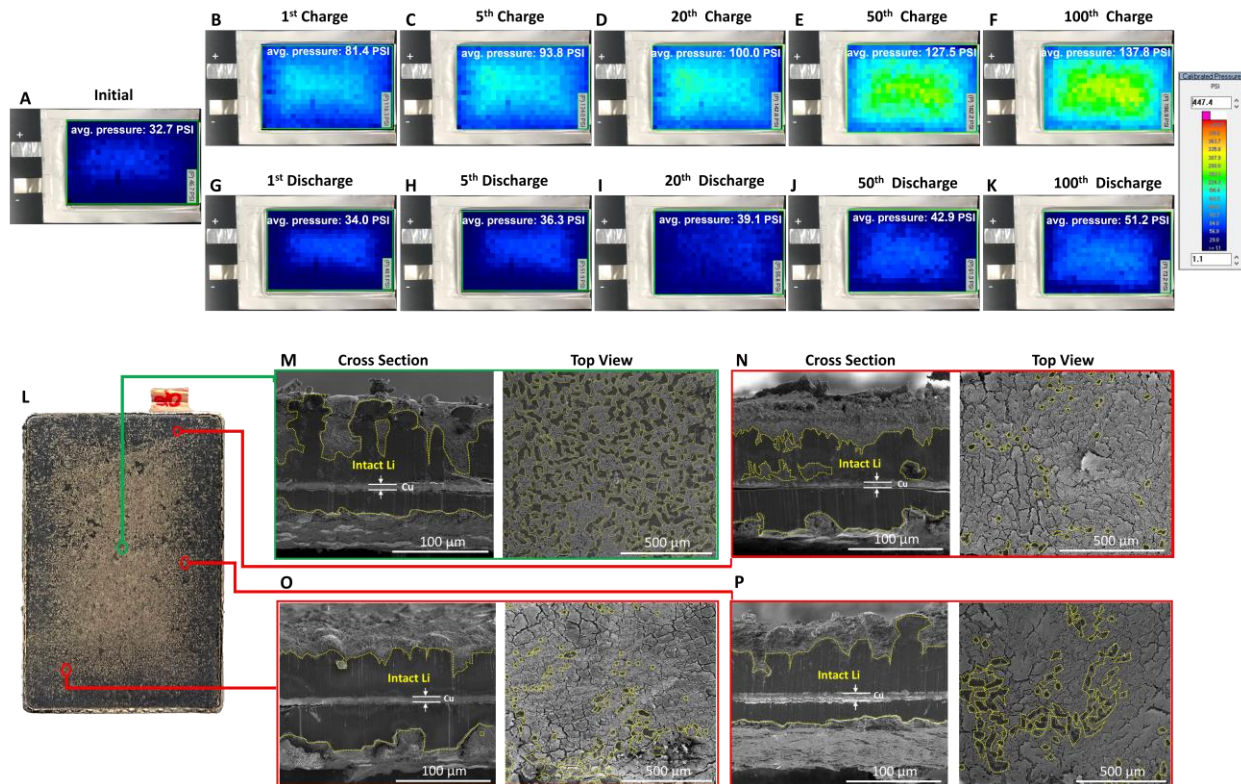 B 1st Charge
C 5th Charge
D 20th Charge
E 50th Charge
F 100th Charge
avg. pressure: 81.4 PSI
avg. pressure: 93.8 PSI
avg. pressure: 100.0 PSI
avg. pressure: 127.5 PSI
avg. pressure: 137.8 PSI
+
+
+
+
+
-
-
-
-
-
Calibrated Pressure
PSI
447.4
1.1
A Initial
avg. pressure: 32.7 PSI
+
-
G 1st Discharge
H 5th Discharge
I 20th Discharge
J 50th Discharge
K 100th Discharge
avg. pressure: 34.0 PSI
avg. pressure: 36.3 PSI
avg. pressure: 39.1 PSI
avg. pressure: 42.9 PSI
avg. pressure: 51.2 PSI
+
+
+
+
+
-
-
-
-
-
L
M Cross Section Top View
Intact Li
Cu
100 μm
500 μm
N Cross Section Top View
Intact Li
Cu
100 μm
500 μm
O
Intact Li
Cu
100 μm
500 μm
P
Intact Li
Cu
100 μm
500 μm